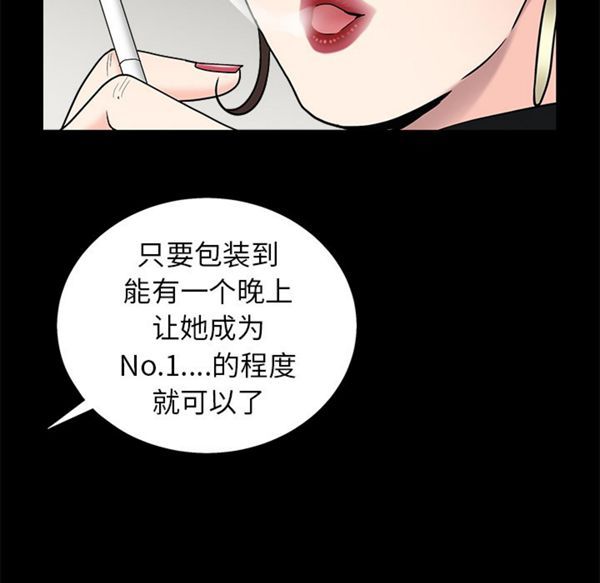 只要包装到
能有一个晚上
让她成为
No.1....的程度
就可以了